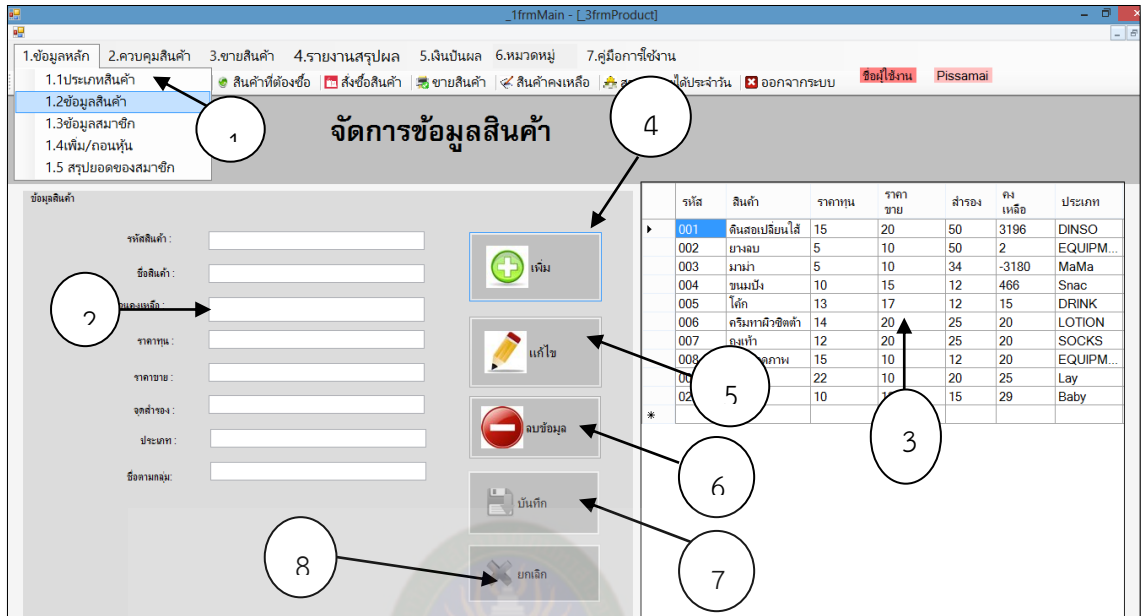 _1frmMain - [_3frmProduct]
1.ข้อมูลหลัก 2.ควบคุมสินค้า 3.ขายสินค้า 4.รายงานสรุปผล 5.เงินปันผล 6.หมวดหมู่ 7.คู่มือการใช้งาน
1.1ประเภทสินค้า
สินค้าที่ต้องซื้อ สั่งซื้อสินค้า ขายสินค้า สินค้าคงเหลือ ได้ประจำวัน ออกจากระบบ ชื่อผู้ใช้งาน Pissamai
1.2ข้อมูลสินค้า
1.3ข้อมูลสมาชิก
1.4เพิ่ม/ถอนหุ้น
1.5 สรุปยอดของสมาชิก
1
จัดการข้อมูลสินค้า
4
ข้อมูลสินค้า
รหัสสินค้า :
ชื่อสินค้า :
คงเหลือ :
ราคาทุน :
ราคาขาย :
จุดสำรอง :
ประเภท :
ชื่อตามกลุ่ม:
2
เพิ่ม
แก้ไข
ลบข้อมูล
บันทึก
ยกเลิก
5
6
7
8
รหัส สินค้า ราคาทุน ราคาขาย สำรอง คงเหลือ ประเภท
001 ดินสอเปลี่ยนไส้ 15 20 50 3196 DINSO
002 ยางลบ 5 10 50 2 EQUIPM...
003 มาม่า 5 10 34 -3180 MaMa
004 ขนมปัง 10 15 12 466 Snac
005 โค้ก 13 17 12 15 DRINK
006 ครีมทาผิวซิตต้า 14 20 25 20 LOTION
007 ถุงเท้า 12 20 25 20 SOCKS
008 15 10 12 20 EQUIPM...
22 10 20 25 Lay
10 15 29 Baby
3